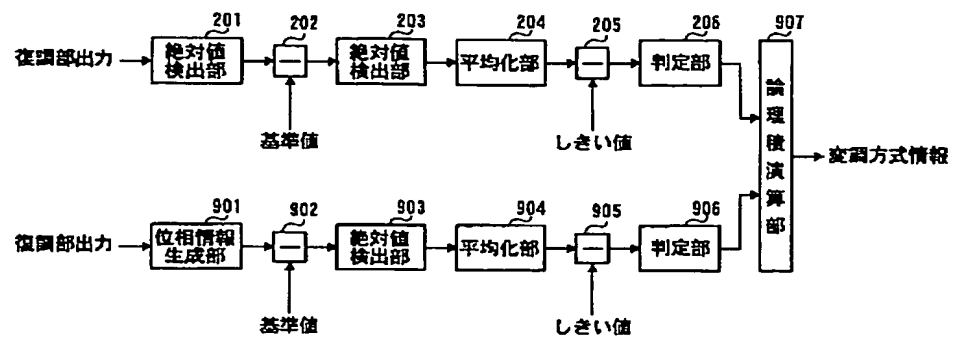 201
202
203
204
205
206
907
復調部出力
絶対値
検出部
絶対値
検出部
平均化部
判定部
基準値
しきい値
論理積演算部
変調方式情報
901
902
903
904
905
906
復調部出力
位相情報
生成部
絶対値
検出部
平均化部
判定部
基準値
しきい値